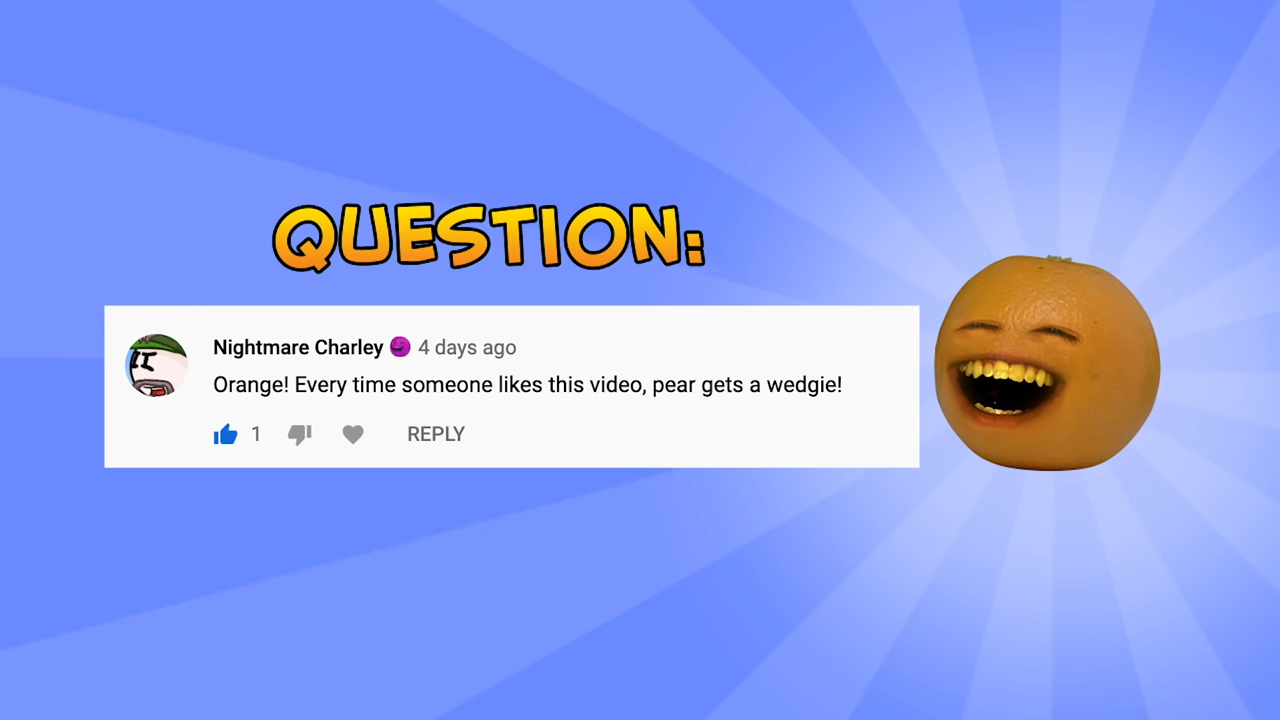 QUESTION:
Nightmare Charley 4 days ago
Orange! Every time someone likes this video, pear gets a wedgie!
1 REPLY